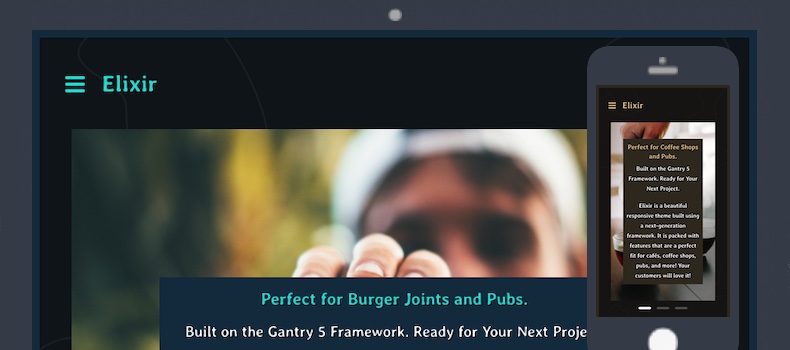 Elixir
Perfect for Burger Joints and Pubs.
Built on the Gantry 5 Framework. Ready for Your Next Proje
Elixir
Perfect for Coffee Shops
and Pubs.
Built on the Gantry 5
Framework. Ready for Your
Next Project.
Elixir is a beautiful
responsive theme built using
a next-generation
framework. It is packed with
features that are a perfect
fit for cafés, coffee shops,
pubs, and more! Your
customers will love it!